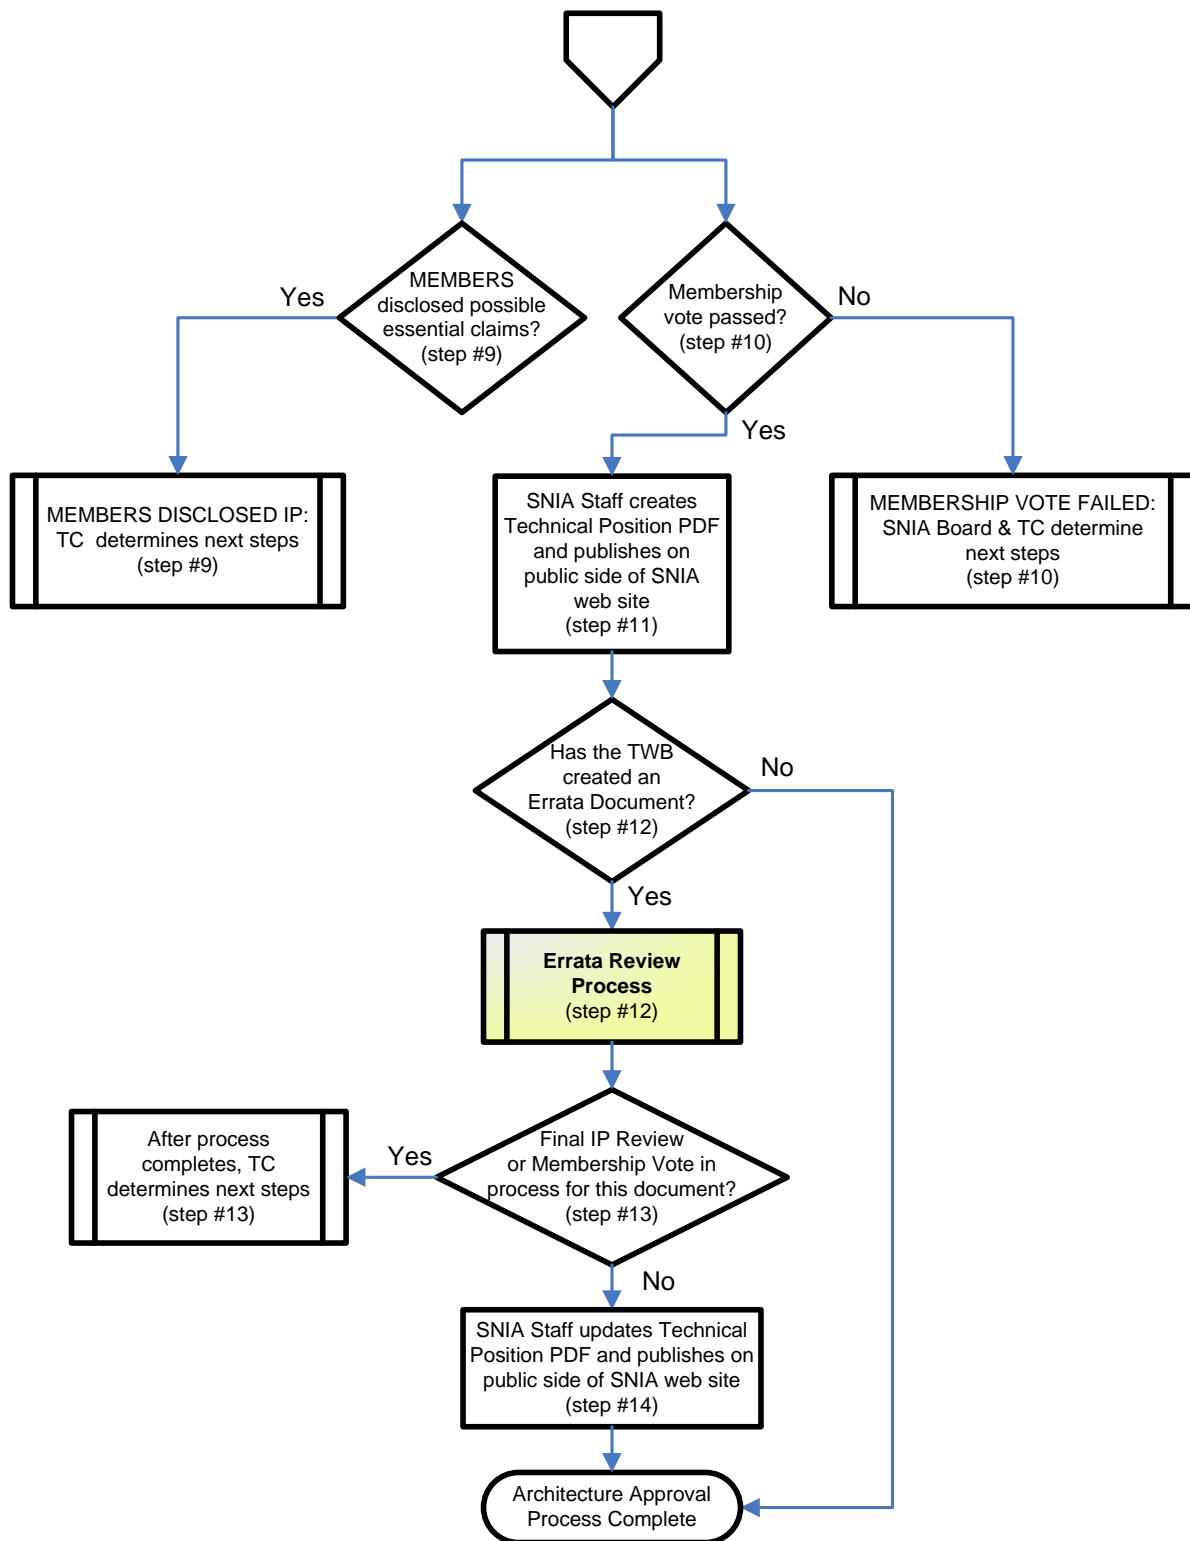 MEMBERS
disclosed possible
essential claims?
(step #9)
Yes
Membership
vote passed?
(step #10)
No
Yes
MEMBERS DISCLOSED IP:
TC  determines next steps
(step #9)
SNIA Staff creates
Technical Position PDF
and publishes on
public side of SNIA
web site
(step #11)
MEMBERSHIP VOTE FAILED:
SNIA Board & TC determine
next steps
(step #10)
Has the TWB
created an
Errata Document?
(step #12)
No
Yes
Errata Review
Process
(step #12)
After process
completes, TC
determines next steps
(step #13)
Yes
Final IP Review
or Membership Vote in
process for this document?
(step #13)
No
SNIA Staff updates Technical
Position PDF and publishes on
public side of SNIA web site
(step #14)
Architecture Approval
Process Complete